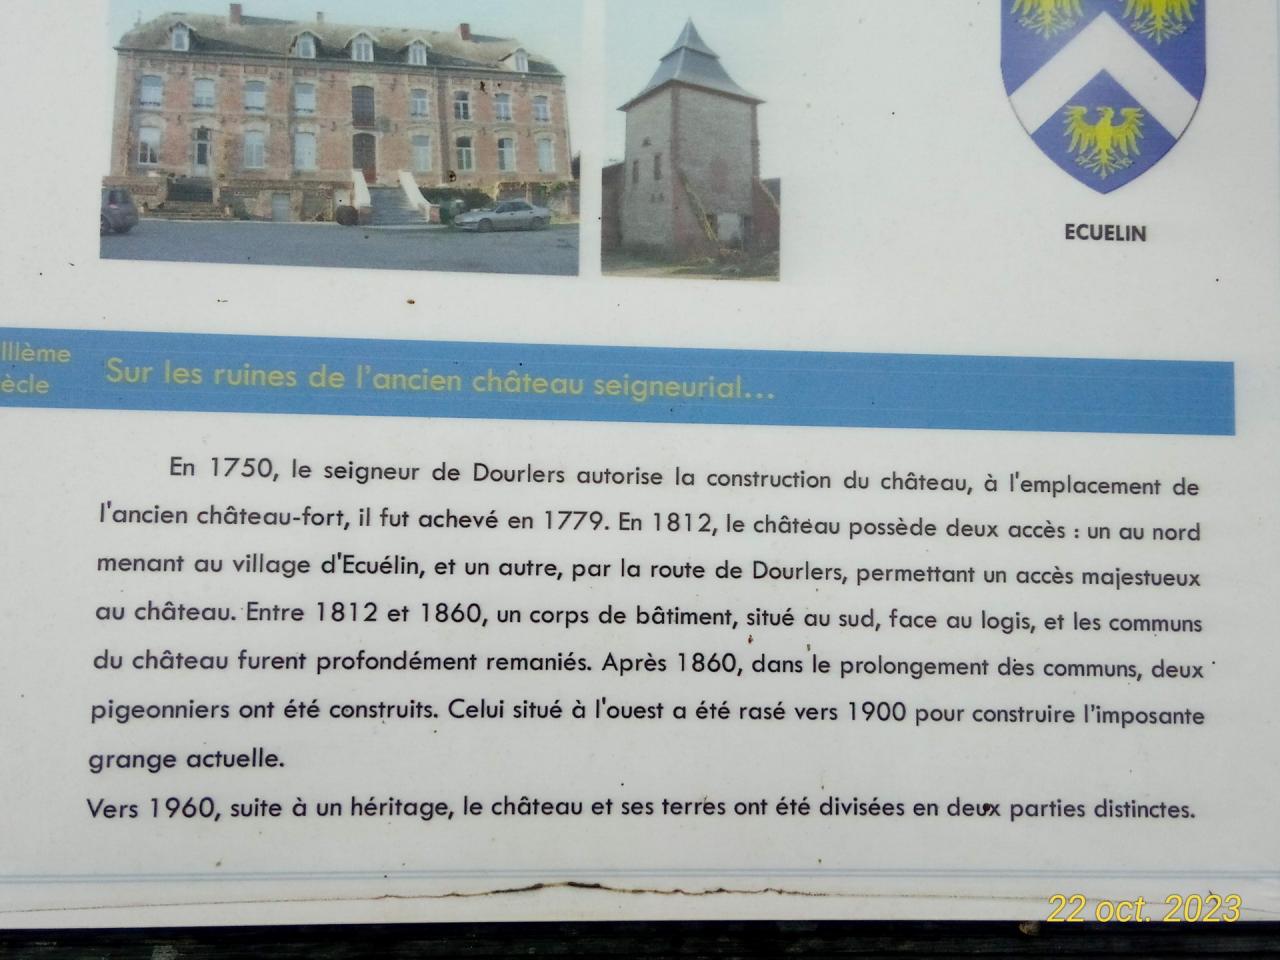 ECUELIN
IIIème
ècle
Sur les ruines de l'ancien château seigneurial...
En 1750, le seigneur de Dourlers autorise la construction du château, à l'emplacement de
l'ancien château-fort, il fut achevé en 1779. En 1812, le château possède deux accès : un au nord
menant au village d'Ecuélin, et un autre, par la route de Dourlers, permettant un accès majestueux
au château. Entre 1812 et 1860, un corps de bâtiment, situé au sud, face au logis, et les communs
du château furent profondément remaniés. Après 1860, dans le prolongement des communs, deux
pigeonniers ont été construits. Celui situé à l'ouest a été rasé vers 1900 pour construire l'imposante
grange actuelle.
Vers 1960, suite à un héritage, le château et ses terres ont été divisées en deux parties distinctes.
22 oct. 2023